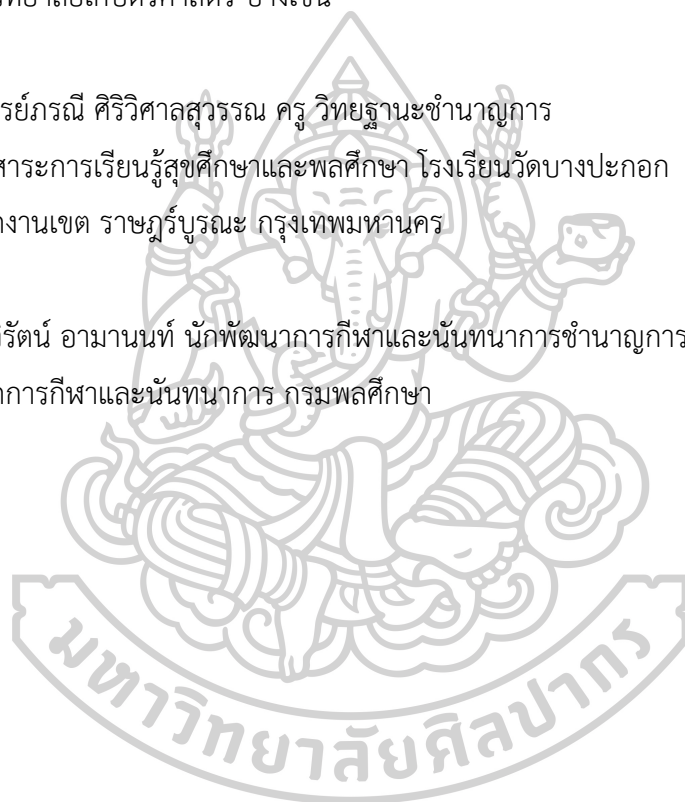 รย์ภรณี ศิริวิศาลสุวรรณ ครู วิทยฐานะชำนาญการ
สาระการเรียนรู้สุขศึกษาและพลศึกษา โรงเรียนวัดบางปะกอก
งานเขต ราษฎร์บูรณะ กรุงเทพมหานคร
รัตน์ อามานนท์ นักพัฒนาการกีฬาและนันทนาการชำนาญการ
การกีฬาและนันทนาการ กรมพลศึกษา
มหาวิทยาลัยศิลปากร